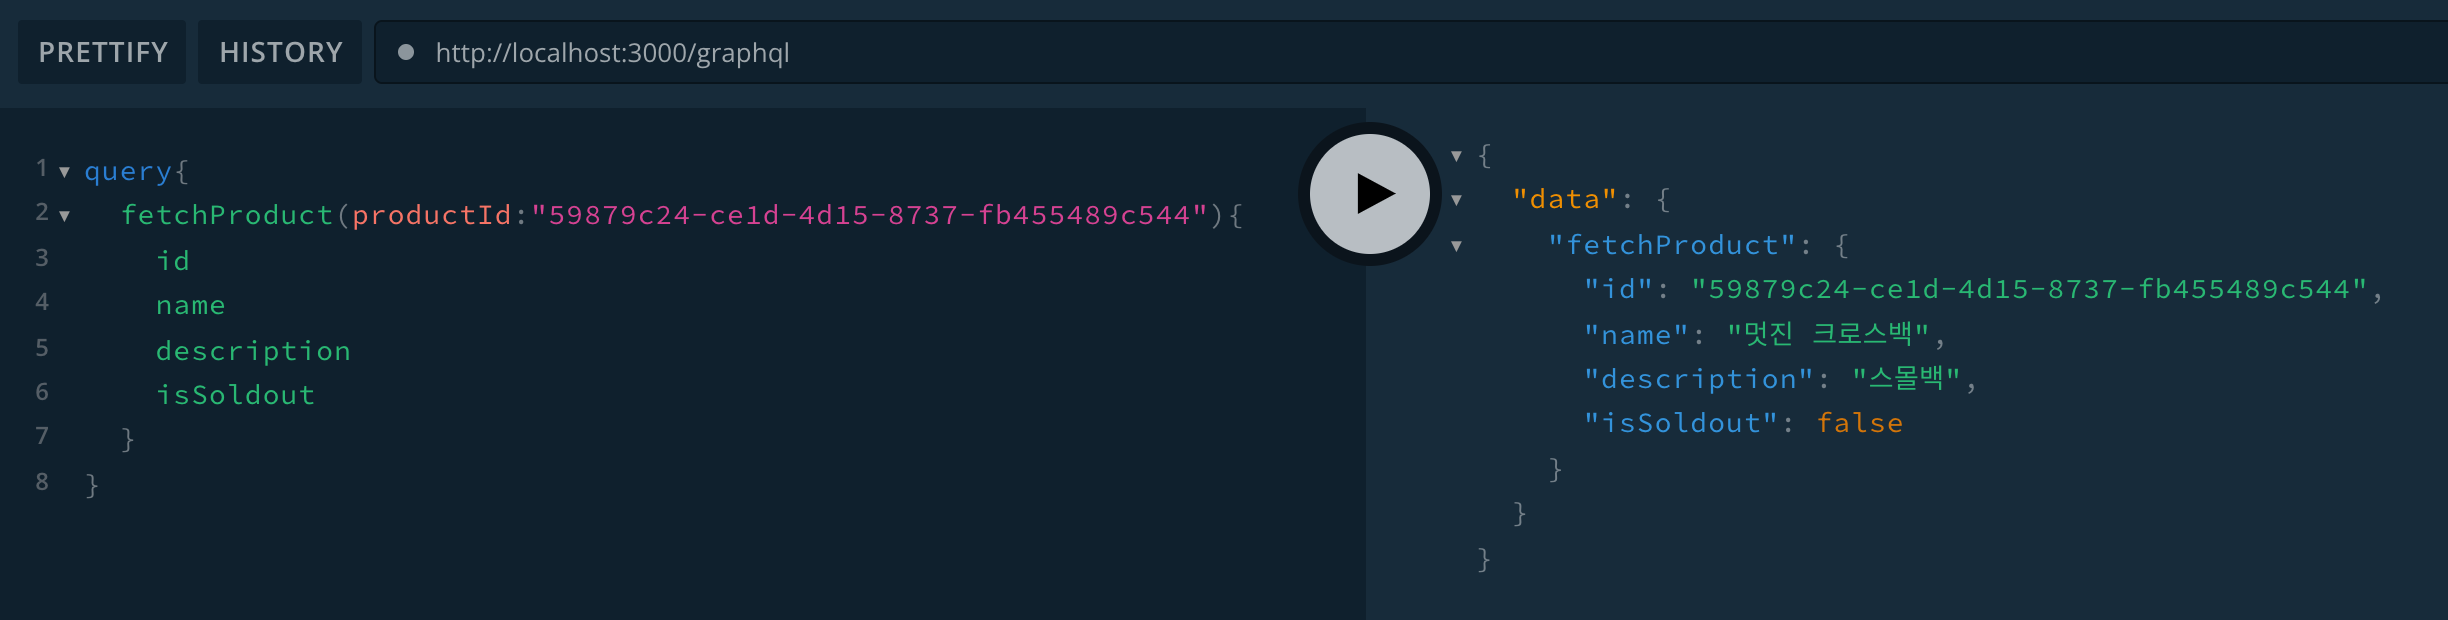 PRETTIFY HISTORY http://localhost:3000/graphql
1 query{
2 fetchProduct(productId:"59879c24-ce1d-4d15-8737-fb455489c544"){
3 id
4 name
5 description
6 isSoldout
7 }
8 }
{
"data": {
"fetchProduct": {
"id": "59879c24-ce1d-4d15-8737-fb455489c544",
"name": "멋진 크로스백",
"description": "스몰백",
"isSoldout": false
}
}
}